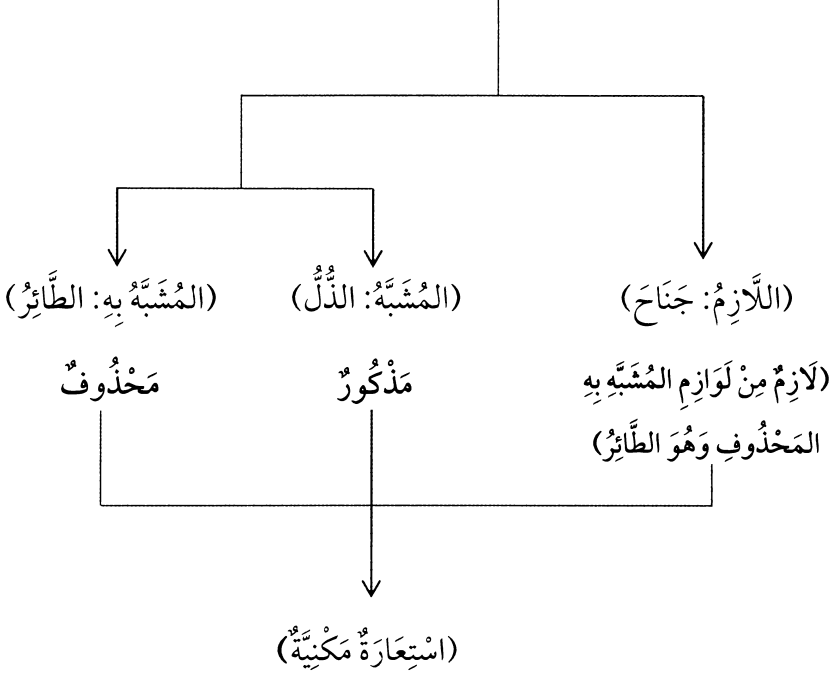 (اللَّازِمُ: جَنَاحَ)
(المُشَبَّهُ: الذُّلُّ)
(المُشَبَّهُ بِهِ: الطَّائِرُ)
(لَازِمٌ مِنْ لَوَازِمِ المُشَبَّهِ بِهِ
المَحْذُوفِ وَهُوَ الطَّائِرُ)
مَذْكُورٌ
مَحْذُوفٌ
(اسْتِعَارَةٌ مَكْنِيَّةٌ)